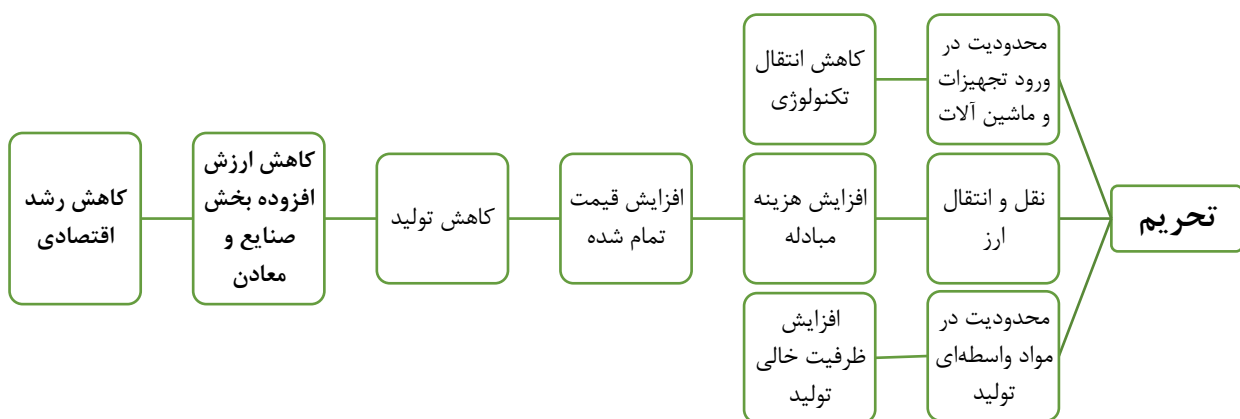 تحریم
محدودیت در
ورود تجهیزات
و ماشین آلات
کاهش انتقال
تکنولوژی
نقل و انتقال
ارز
افزایش هزینه
مبادله
افزایش قیمت
تمام شده
کاهش تولید
کاهش ارزش
افزوده بخش
صنایع و
معادن
کاهش رشد
اقتصادی
محدودیت در
مواد واسطه‌ای
تولید
افزایش
ظرفیت خالی
تولید